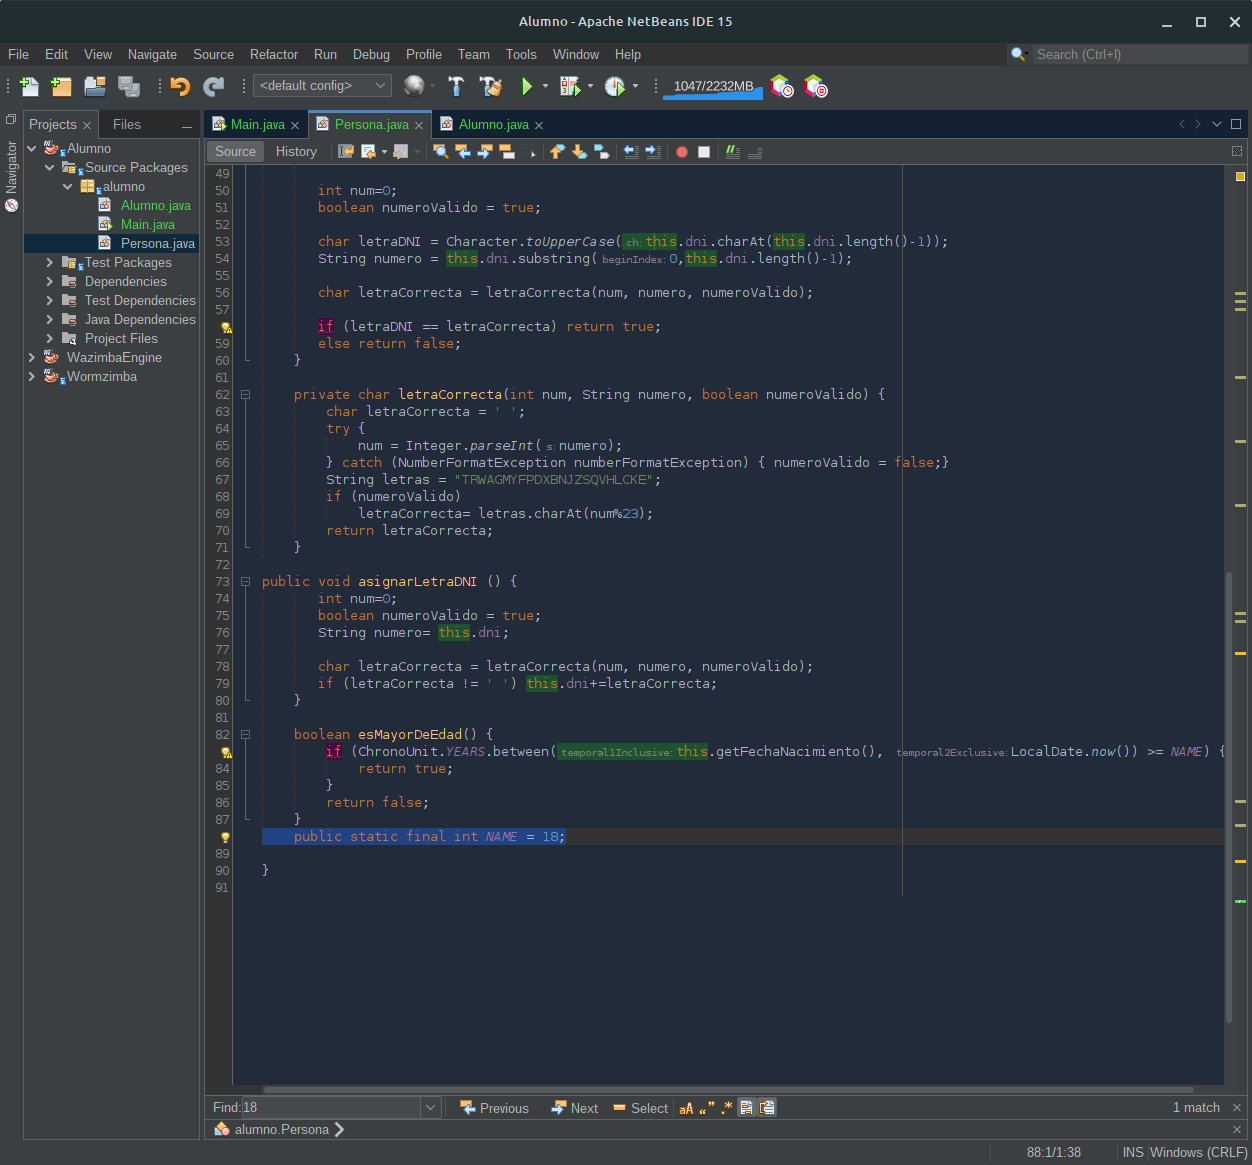 Alumno - Apache NetBeans IDE 15
File Edit View Navigate Source Refactor Run Debug Profile Team Tools Window Help
Search (Ctrl+I)
<default config>
1047/2232MB
Projects Files
Main.java Persona.java Alumno.java
Navigator
Source History
Alumno
Source Packages
alumno
Alumno.java
Main.java
Persona.java
Test Packages
Dependencies
Test Dependencies
Java Dependencies
Project Files
WazimbaEngine
Wormzimba
49
50 int num=0;
51 boolean numeroValido = true;
52
53 char letraDNI = Character.toUpperCase( ch: this.dni.charAt(this.dni.length()-1));
54 String numero = this.dni.substring( beginIndex: 0,this.dni.length()-1);
55
56 char letraCorrecta = letraCorrecta(num, numero, numeroValido);
57
if (letraDNI == letraCorrecta) return true;
59 else return false;
60 }
61
62 private char letraCorrecta(int num, String numero, boolean numeroValido) {
63 char letraCorrecta = ' ';
64 try {
65 num = Integer.parseInt( s: numero);
66 } catch (NumberFormatException numberFormatException) { numeroValido = false;}
67 String letras = "TRWAGMYFPDXBNJZSQVHLCKE";
68 if (numeroValido)
69 letraCorrecta= letras.charAt(num%23);
70 return letraCorrecta;
71 }
72
73 public void asignarLetraDNI () {
74 int num=0;
75 boolean numeroValido = true;
76 String numero= this.dni;
77
78 char letraCorrecta = letraCorrecta(num, numero, numeroValido);
79 if (letraCorrecta != ' ') this.dni+=letraCorrecta;
80 }
81
82 boolean esMayorDeEdad() {
if (ChronoUnit.YEARS.between( temporal1Inclusive: this.getFechaNacimiento(), temporal2Exclusive: LocalDate.now()) >= NAME) {
84 return true;
85 }
86 return false;
87 }
public static final int NAME = 18;
89
90 }
91
Find: 18 Previous Next Select aA “” .* 1 match
alumno.Persona
88:1/1:38 INS Windows (CRLF)